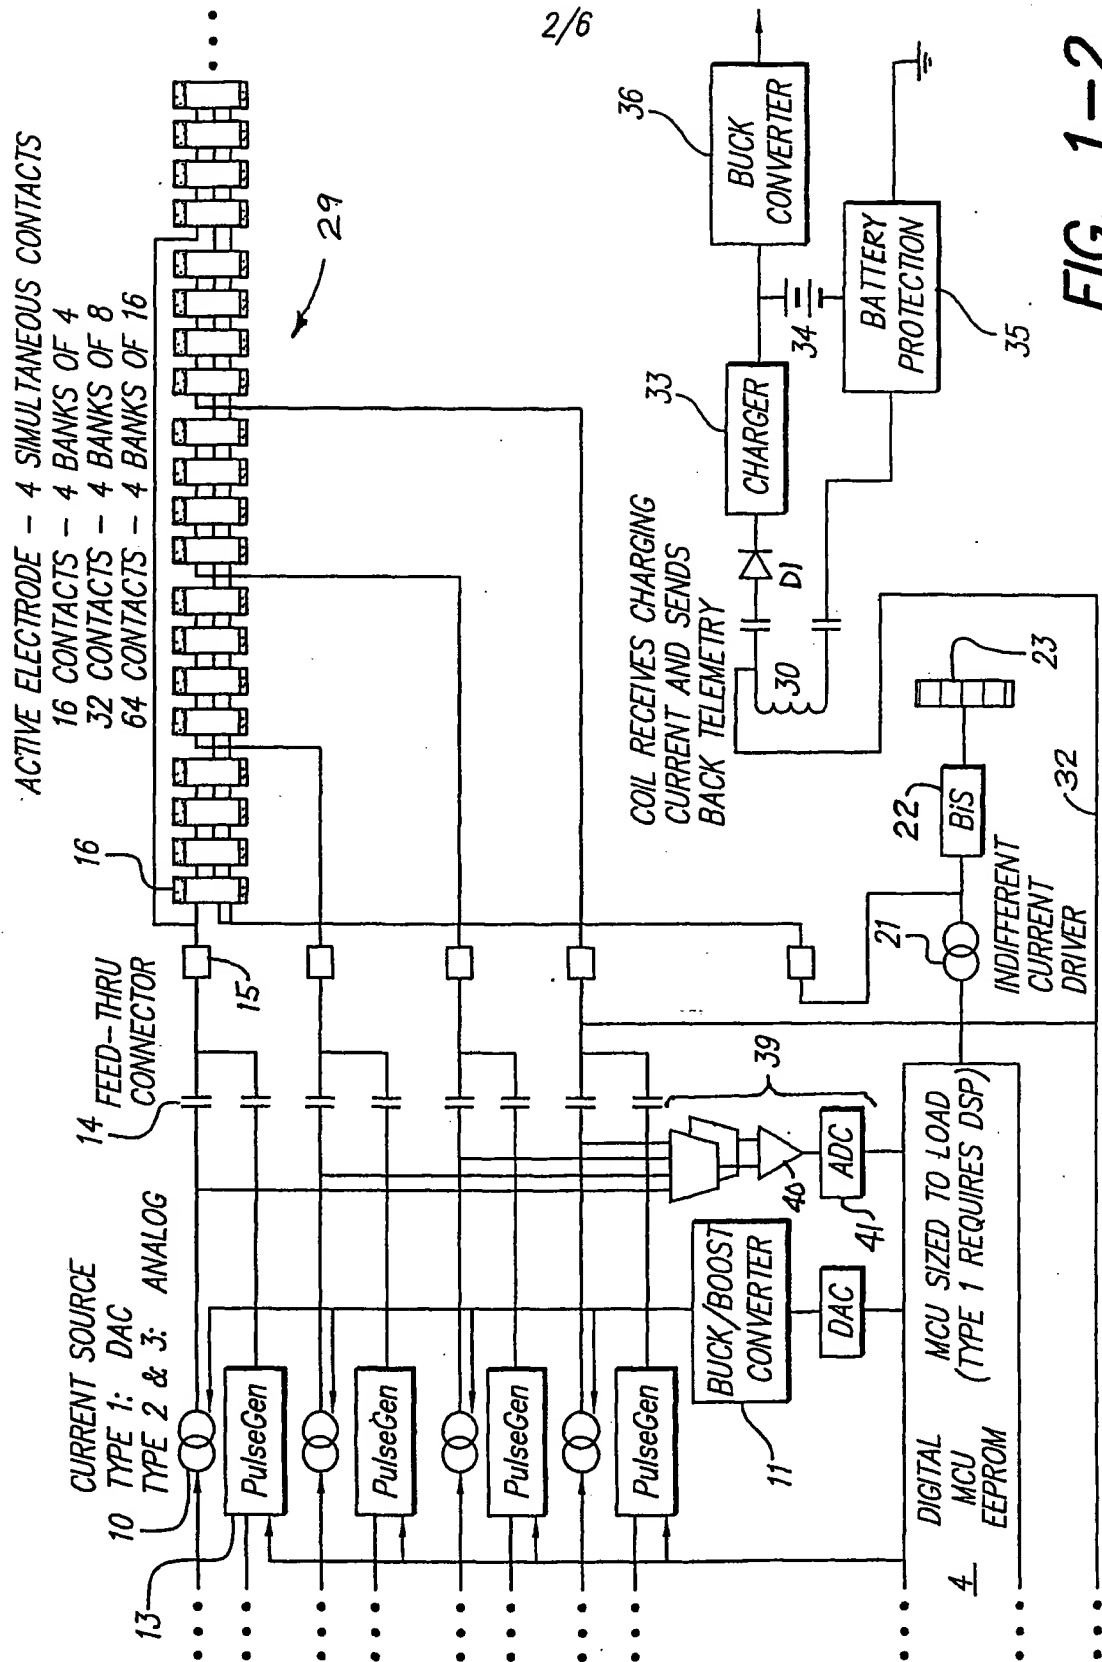 2/6
ACTIVE ELECTRODE – 4 SIMULTANEOUS CONTACTS
16 CONTACTS – 4 BANKS OF 4
32 CONTACTS – 4 BANKS OF 8
64 CONTACTS – 4 BANKS OF 16
29
16
14
FEED–THRU
CONNECTOR
15
CURRENT SOURCE
TYPE 1: DAC
TYPE 2 & 3: ANALOG
10
13
PulseGen
PulseGen
PulseGen
PulseGen
BUCK/BOOST
CONVERTER
11
DAC
39
40
ADC
41
DIGITAL
MCU
EEPROM
4
MCU SIZED TO LOAD
(TYPE 1 REQUIRES DSP)
21
INDIFFERENT
CURRENT
DRIVER
22
BiS
23
32
COIL RECEIVES CHARGING
CURRENT AND SENDS
BACK TELEMETRY
30
D1
CHARGER
33
34
BATTERY
PROTECTION
35
BUCK
CONVERTER
36
FIG. 1–2